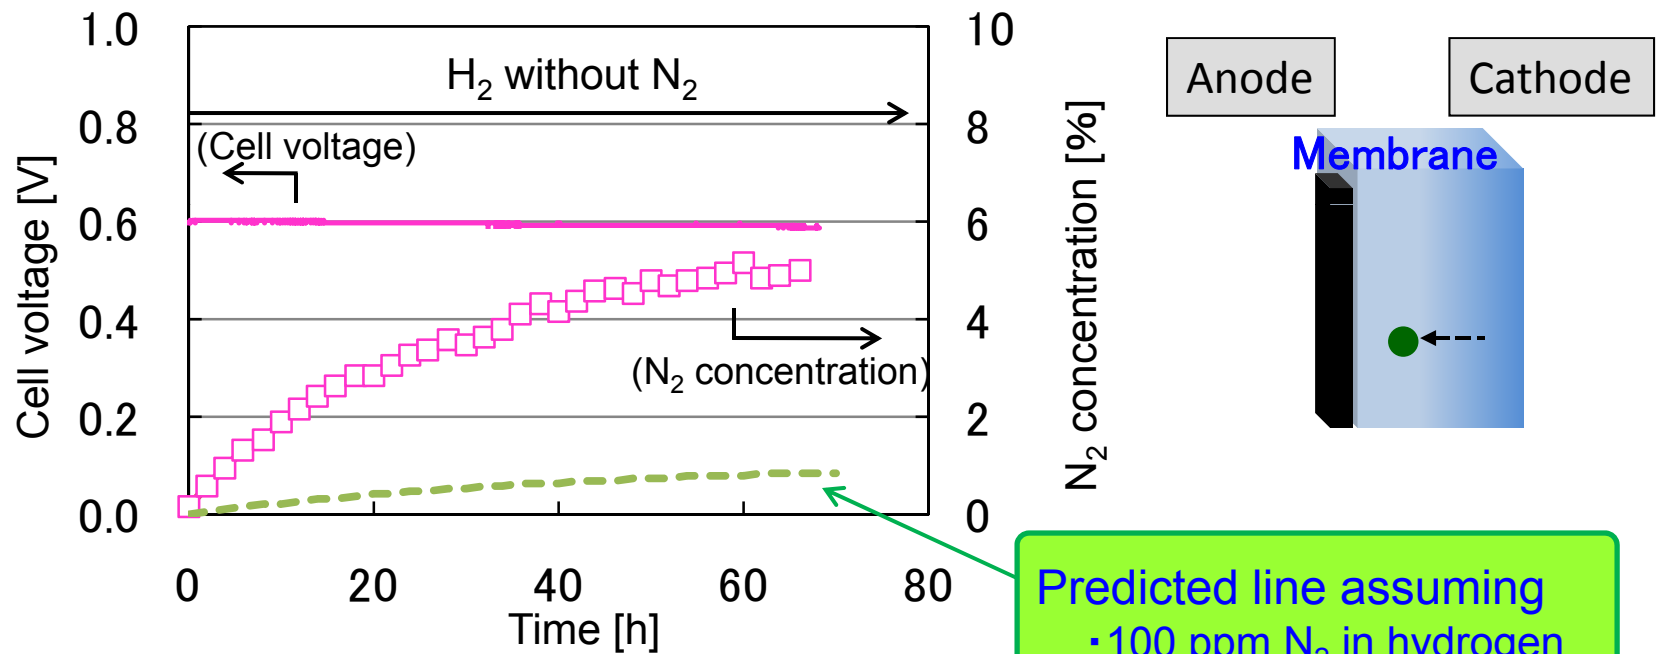 1.0
0.8
0.6
0.4
0.2
0.0
Cell voltage [V]
H₂ without N₂
(Cell voltage)
(N₂ concentration)
0 20 40 60 80
Time [h]
10
8
6
4
2
0
N₂ concentration [%]
Anode
Cathode
Membrane
Predicted line assuming
・100 ppm N₂ in hydrogen